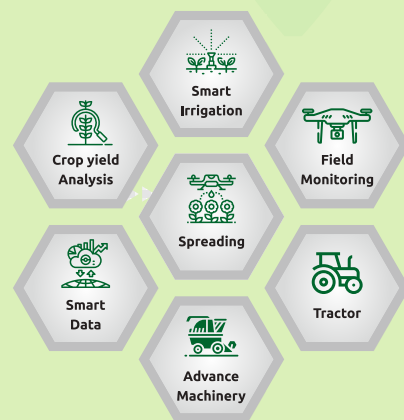 Smart
Irrigation
Crop yield
Analysis
Field
Monitoring
Spreading
Smart
Data
Tractor
Advance
Machinery